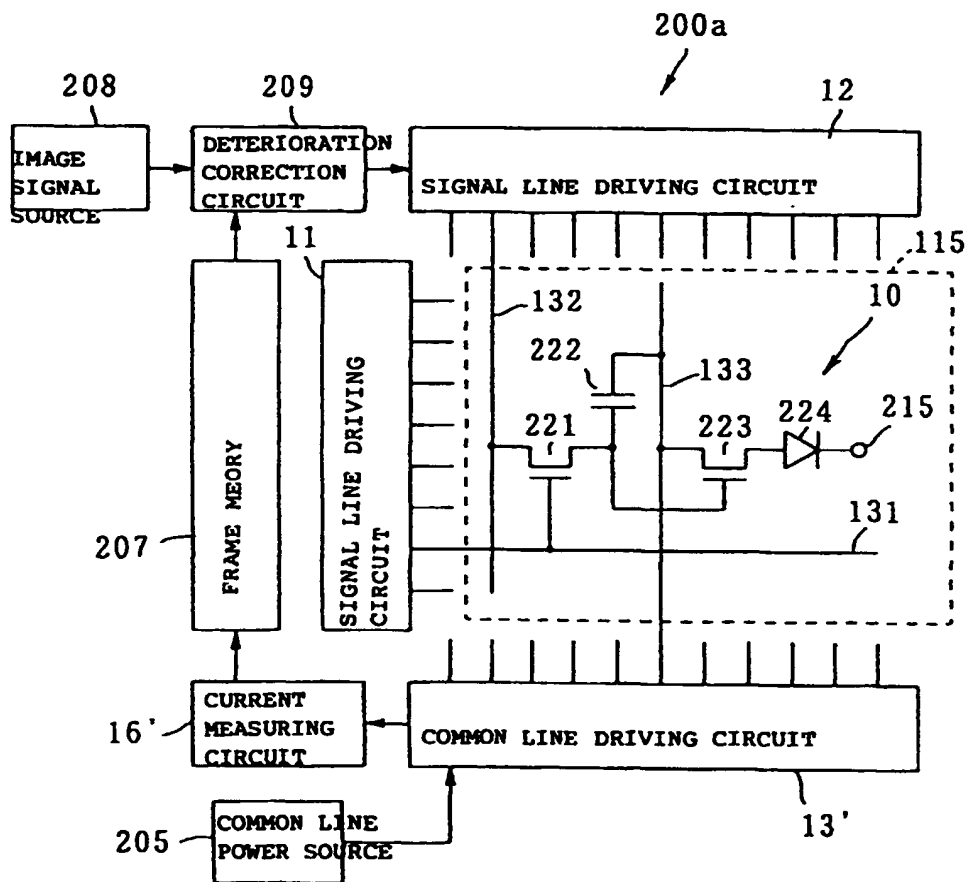 200a
208
209
12
IMAGE
SIGNAL
SOURCE
DETERIORATION
CORRECTION
CIRCUIT
SIGNAL LINE DRIVING CIRCUIT
11
115
132
10
222
133
224
215
221
223
FRAME MEORY
SIGNAL LINE DRIVING
CIRCUIT
207
131
CURRENT
MEASURING
CIRCUIT
16'
COMMON LINE DRIVING CIRCUIT
205
COMMON LINE
POWER SOURCE
13'